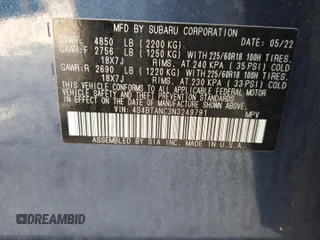 MFD BY SUBARU CORPORATION DATE: 05/22
GVWR: 4850 LB (2200 KG)
GAWR:F 2756 LB (1250 KG) WITH 225/60R18 100H TIRES,
18X7J RIMS, AT 240 KPA (35 PSI) COLD
GAWR:R 2690 LB (1220 KG) WITH 225/60R18 100H TIRES,
18X7J RIMS, AT 230 KPA (33 PSI) COLD
THIS VEHICLE CONFORMS TO ALL APPLICABLE FEDERAL MOTOR
VEHICLE SAFETY, BUMPER, AND THEFT PREVENTION STANDARDS
IN EFFECT ON THE DATE OF MANUFACTURE SHOWN ABOVE.
VIN: 4S4BTANC3N3249791 MPV
ASSEMBLED BY SIA INC. MADE IN U.S.A.
DREAMBID